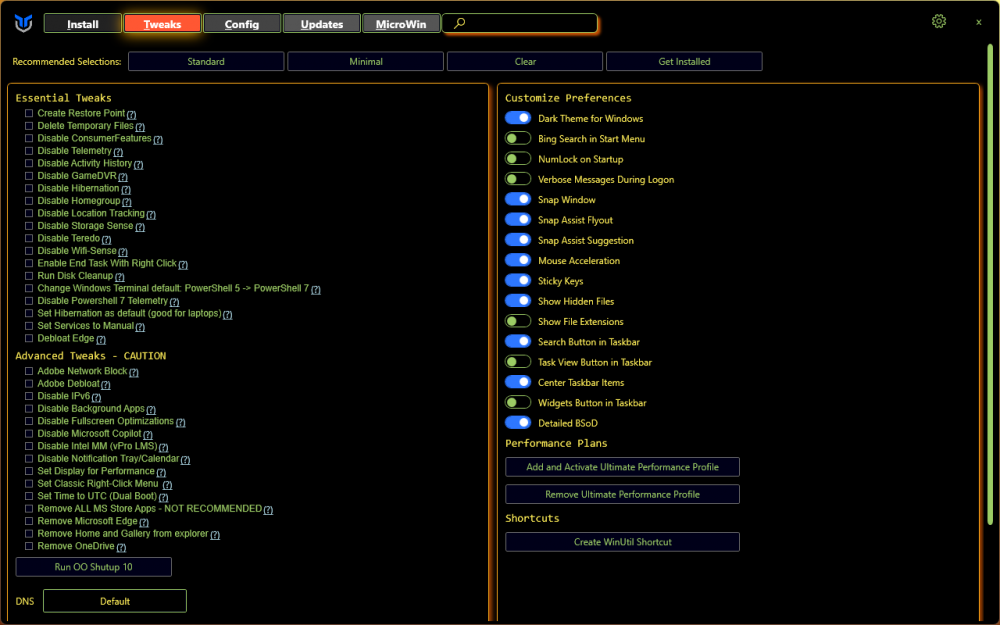 Install Tweaks Config Updates MicroWin
x
Recommended Selections: Standard Minimal Clear Get Installed
Essential Tweaks
Create Restore Point (?)
Delete Temporary Files (?)
Disable ConsumerFeatures (?)
Disable Telemetry (?)
Disable Activity History (?)
Disable GameDVR (?)
Disable Hibernation (?)
Disable Homegroup (?)
Disable Location Tracking (?)
Disable Storage Sense (?)
Disable Teredo (?)
Disable Wifi-Sense (?)
Enable End Task With Right Click (?)
Run Disk Cleanup (?)
Change Windows Terminal default: PowerShell 5 -> PowerShell 7 (?)
Disable Powershell 7 Telemetry (?)
Set Hibernation as default (good for laptops) (?)
Set Services to Manual (?)
Debloat Edge (?)
Advanced Tweaks - CAUTION
Adobe Network Block (?)
Adobe Debloat (?)
Disable IPv6 (?)
Disable Background Apps (?)
Disable Fullscreen Optimizations (?)
Disable Microsoft Copilot (?)
Disable Intel MM (vPro LMS) (?)
Disable Notification Tray/Calendar (?)
Set Display for Performance (?)
Set Classic Right-Click Menu (?)
Set Time to UTC (Dual Boot) (?)
Remove ALL MS Store Apps - NOT RECOMMENDED (?)
Remove Microsoft Edge (?)
Remove Home and Gallery from explorer (?)
Remove OneDrive (?)
Run OO Shutup 10
DNS Default
Customize Preferences
Dark Theme for Windows
Bing Search in Start Menu
NumLock on Startup
Verbose Messages During Logon
Snap Window
Snap Assist Flyout
Snap Assist Suggestion
Mouse Acceleration
Sticky Keys
Show Hidden Files
Show File Extensions
Search Button in Taskbar
Task View Button in Taskbar
Center Taskbar Items
Widgets Button in Taskbar
Detailed BSoD
Performance Plans
Add and Activate Ultimate Performance Profile
Remove Ultimate Performance Profile
Shortcuts
Create WinUtil Shortcut